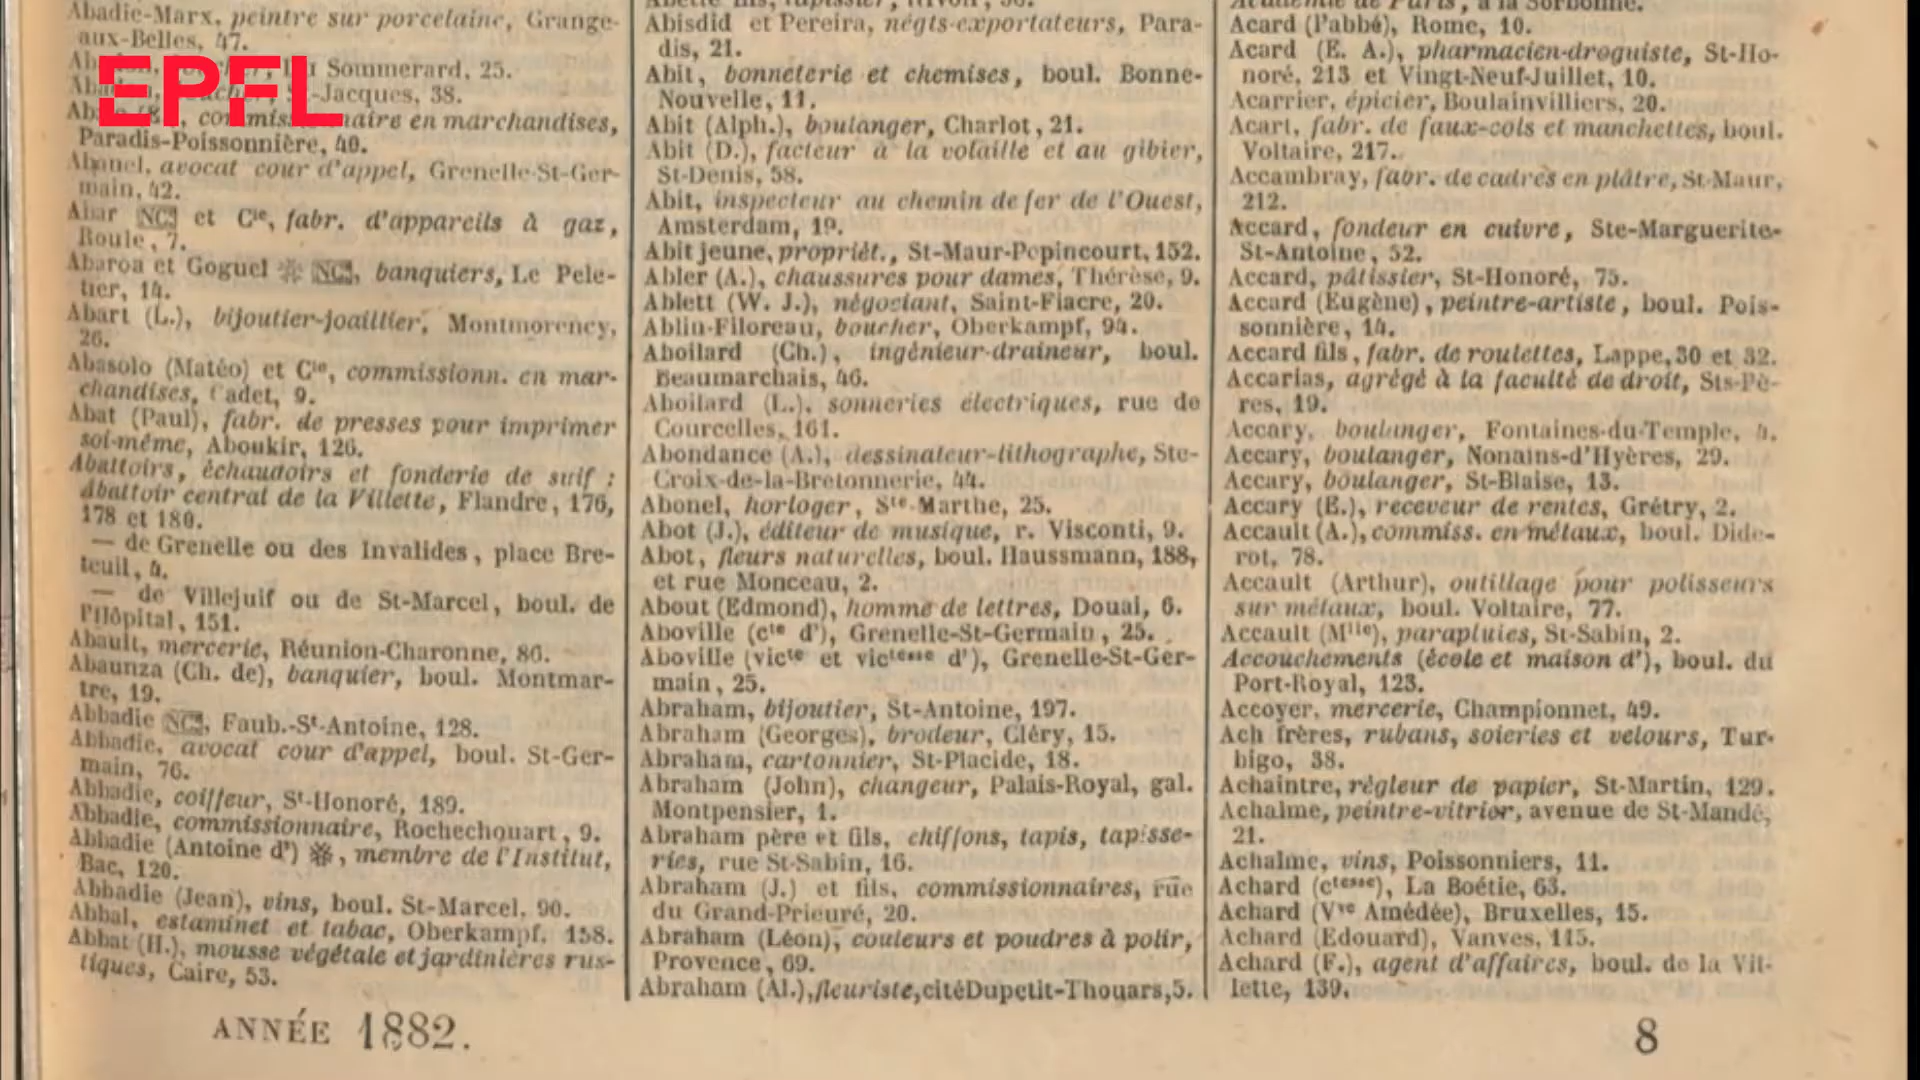 Abadie-Marx, peintre sur porcelaine, Grange-
aux-Belles, 47.
EPFL
Sommerard, 25.
-Jacques, 38.
commissionnaire en marchandises,
Paradis-Poissonnière, 40.
Abanel, avocat cour d'appel, Grenelle-St-Ger-
main, 42.
Abar NC et Cie, fabr. d'appareils à gaz,
Roule, 7.
Abaroa et Goguel ※ NC, banquiers, Le Pele-
tier, 14.
Abart (L.), bijoutier-joaillier, Montmorency,
26.
Abasolo (Matéo) et Cie, commissionn. en mar-
chandises, Cadet, 9.
Abat (Paul), fabr. de presses pour imprimer
soi-même, Aboukir, 126.
Abattoirs, échaudoirs et fonderie de suif :
Abattoir central de la Villette, Flandre, 176,
178 et 180.
— de Grenelle ou des Invalides, place Bre-
teuil, 4.
— de Villejuif ou de St-Marcel, boul. de
l'Hôpital, 151.
Abault, mercerie, Réunion-Charonne, 86.
Abaunza (Ch. de), banquier, boul. Montmar-
tre, 19.
Abbadie NC, Faub.-St-Antoine, 128.
Abbadie, avocat cour d'appel, boul. St-Ger-
main, 76.
Abbadie, coiffeur, St-Honoré, 189.
Abbadie, commissionnaire, Rochechouart, 9.
Abbadie (Antoine d') ※, membre de l'Institut,
Bac, 120.
Abbadie (Jean), vins, boul. St-Marcel, 90.
Abbal, estaminet et tabac, Oberkampf, 158.
Abbat (H.), mousse végétale et jardinières rus-
tiques, Caire, 53.
Abisdid et Pereira, négts-exportateurs, Para-
dis, 21.
Abit, bonneterie et chemises, boul. Bonne-
Nouvelle, 11.
Abit (Alph.), boulanger, Charlot, 21.
Abit (D.), facteur à la volaille et au gibier,
St-Denis, 58.
Abit, inspecteur au chemin de fer de l'Ouest,
Amsterdam, 19.
Abit jeune, propriét., St-Maur-Popincourt, 152.
Abler (A.), chaussures pour dames, Thérèse, 9.
Ablett (W. J.), négociant, Saint-Fiacre, 20.
Ablin-Filoreau, boucher, Oberkampf, 94.
Aboilard (Ch.), ingénieur-draineur, boul.
Beaumarchais, 46.
Aboilard (L.), sonneries électriques, rue de
Courcelles, 161.
Abondance (A.), dessinateur-lithographe, Ste-
Croix-de-la-Bretonnerie, 44.
Abonel, horloger, Ste-Marthe, 25.
Abot (J.), éditeur de musique, r. Visconti, 9.
Abot, fleurs naturelles, boul. Haussmann, 188,
et rue Monceau, 2.
About (Edmond), homme de lettres, Douai, 6.
Aboville (cte d'), Grenelle-St-Germain, 25.
Aboville (victe et victesse d'), Grenelle-St-Ger-
main, 25.
Abraham, bijoutier, St-Antoine, 197.
Abraham (Georges), brodeur, Cléry, 15.
Abraham, cartonnier, St-Placide, 18.
Abraham (John), changeur, Palais-Royal, gal.
Montpensier, 1.
Abraham père et fils, chiffons, tapis, tapisse-
ries, rue St-Sabin, 16.
Abraham (J.) et fils, commissionnaires, rue
du Grand-Prieuré, 20.
Abraham (Léon), couleurs et poudres à polir,
Provence, 69.
Abraham (Al.), fleuriste, cité Dupetit-Thouars, 5.
Académie de Paris, à la Sorbonne.
Acard (l'abbé), Rome, 10.
Acard (E. A.), pharmacien-droguiste, St-Ho-
noré, 213 et Vingt-Neuf-Juillet, 10.
Acarrier, épicier, Boulainvilliers, 20.
Acart, fabr. de faux-cols et manchettes, boul.
Voltaire, 217.
Accambray, fabr. de cadres en plâtre, St-Maur,
212.
Accard, fondeur en cuivre, Ste-Marguerite-
St-Antoine, 52.
Accard, pâtissier, St-Honoré, 75.
Accard (Eugène), peintre-artiste, boul. Pois-
sonnière, 14.
Accard fils, fabr. de roulettes, Lappe, 30 et 32.
Accarias, agrégé à la faculté de droit, Sts-Pè-
res, 19.
Accary, boulanger, Fontaines-du-Temple, 4.
Accary, boulanger, Nonains-d'Hyères, 29.
Accary, boulanger, St-Blaise, 13.
Accary (E.), receveur de rentes, Grétry, 2.
Accault (A.), commiss. en métaux, boul. Dide-
rot, 78.
Accault (Arthur), outillage pour polisseurs
sur métaux, boul. Voltaire, 77.
Accault (Mlle), parapluies, St-Sabin, 2.
Accouchements (école et maison d'), boul. du
Port-Royal, 123.
Accoyer, mercerie, Championnet, 49.
Ach frères, rubans, soieries et velours, Tur-
bigo, 38.
Achaintre, régleur de papier, St-Martin, 129.
Achalme, peintre-vitrier, avenue de St-Mandé,
21.
Achalme, vins, Poissonniers, 11.
Achard (ctesse), La Boétie, 63.
Achard (Vve Amédée), Bruxelles, 15.
Achard (Edouard), Vanves, 115.
Achard (F.), agent d'affaires, boul. de la Vil-
lette, 139.
ANNÉE 1882.
8